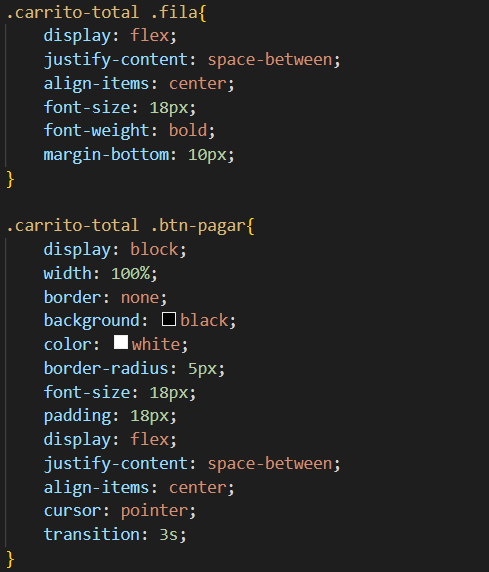 .carrito-total .fila{
    display: flex;
    justify-content: space-between;
    align-items: center;
    font-size: 18px;
    font-weight: bold;
    margin-bottom: 10px;
}

.carrito-total .btn-pagar{
    display: block;
    width: 100%;
    border: none;
    background: black;
    color: white;
    border-radius: 5px;
    font-size: 18px;
    padding: 18px;
    display: flex;
    justify-content: space-between;
    align-items: center;
    cursor: pointer;
    transition: 3s;
}